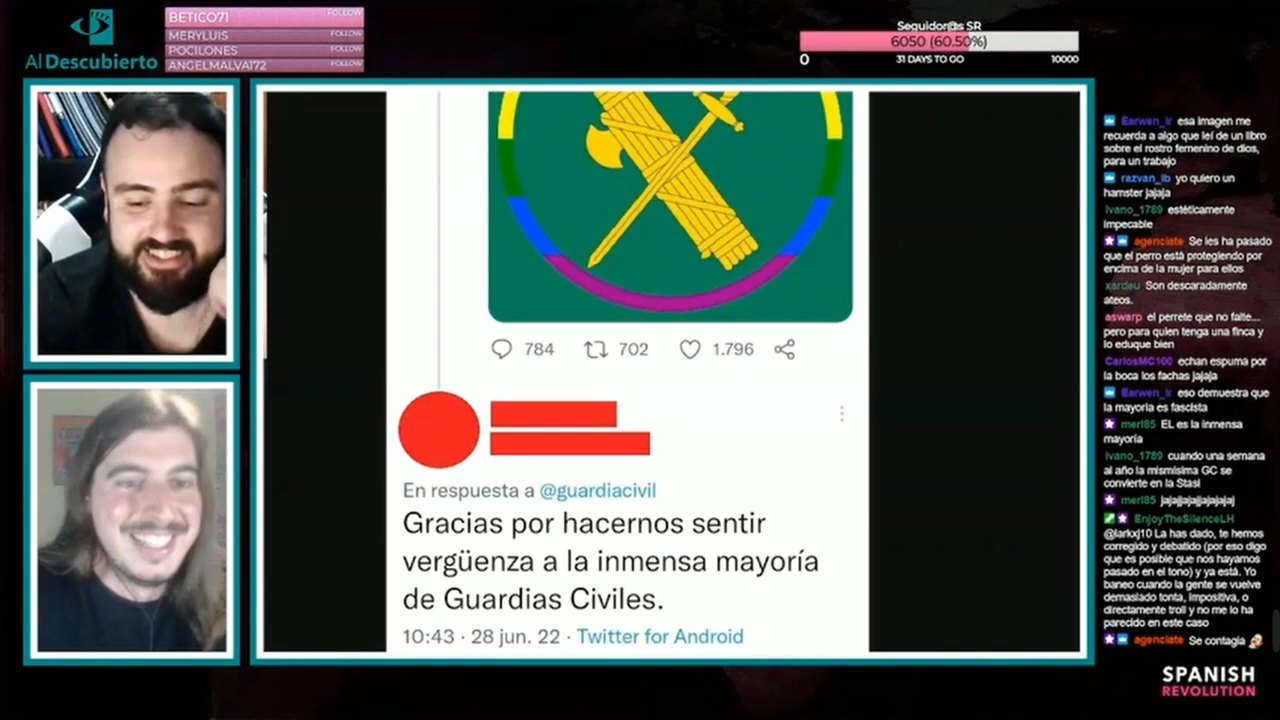 Al Descubierto
BETICO71 FOLLOW
MERYLUIS FOLLOW
POCILONES FOLLOW
ANGELMALVA172 FOLLOW
Seguidor@s SR
6050 (60.50%)
0 31 DAYS TO GO 10000
784 702 1.796
En respuesta a @guardiacivil
Gracias por hacernos sentir
vergüenza a la inmensa mayoría
de Guardias Civiles.
10:43 · 28 jun. 22 · Twitter for Android
Earwen_ir esa imagen me
recuerda a algo que leí de un libro
sobre el rostro femenino de dios,
para un trabajo
razvan_ib yo quiero un
hamster jajaja
Ivano_1789 estéticamente
impecable
agenciate Se les ha pasado
que el perro está protegiendo por
encima de la mujer para ellos
xardeu Son descaradamente
ateos.
aswarp el perrete que no falte...
pero para quien tenga una finca y
lo eduque bien
CarlosMC100 echan espuma por
la boca los fachas jajaja
Earwen_ir eso demuestra que
la mayoría es fascista
merl85 EL es la inmensa
mayoría
Ivano_1789 cuando una semana
al año la mismísima GC se
convierte en la Stasi
merl85 jajajjajajjajajajaj
EnjoyTheSilenceLH
@larkxj10 La has dado, te hemos
corregido y debatido (por eso digo
que es posible que nos hayamos
pasado en el tono) y ya está. Yo
baneo cuando la gente se vuelve
demasiado tonta, impositiva, o
directamente troll y no me lo ha
parecido en este caso
agenciate Se contagia
SPANISH
REVOLUTION